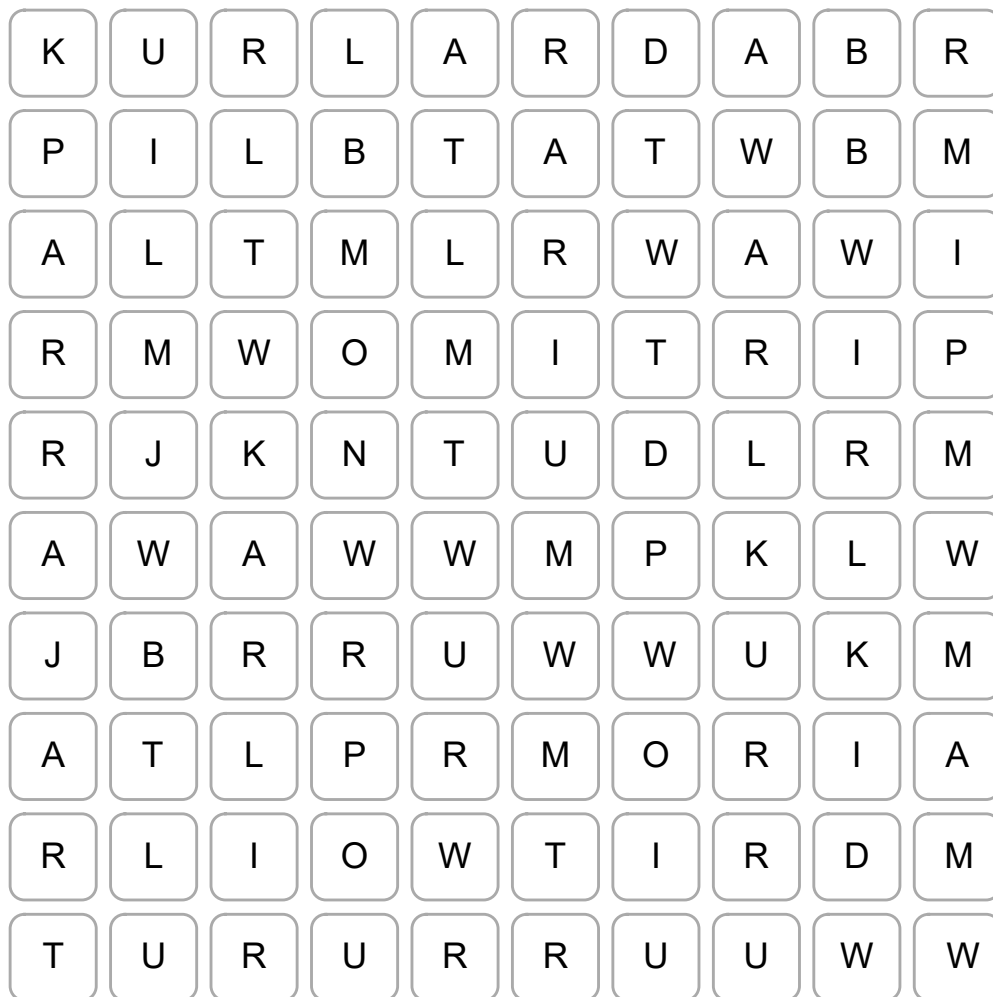 K U R L A R D A B R
P I L B T A T W B M
A L T M L R W A W I
R M W O M I T R I P
R J K N T U D L R M
A W A W W M P K L W
J B R R U W W U K M
A T L P R M O R I A
R L I O W T I R D M
T U R U R R U U W W